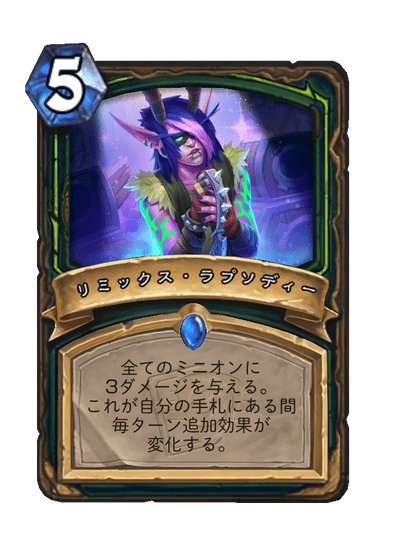 5
リミックス・ラプソディー
全てのミニオンに
3ダメージを与える。
これが自分の手札にある間
毎ターン追加効果が
変化する。